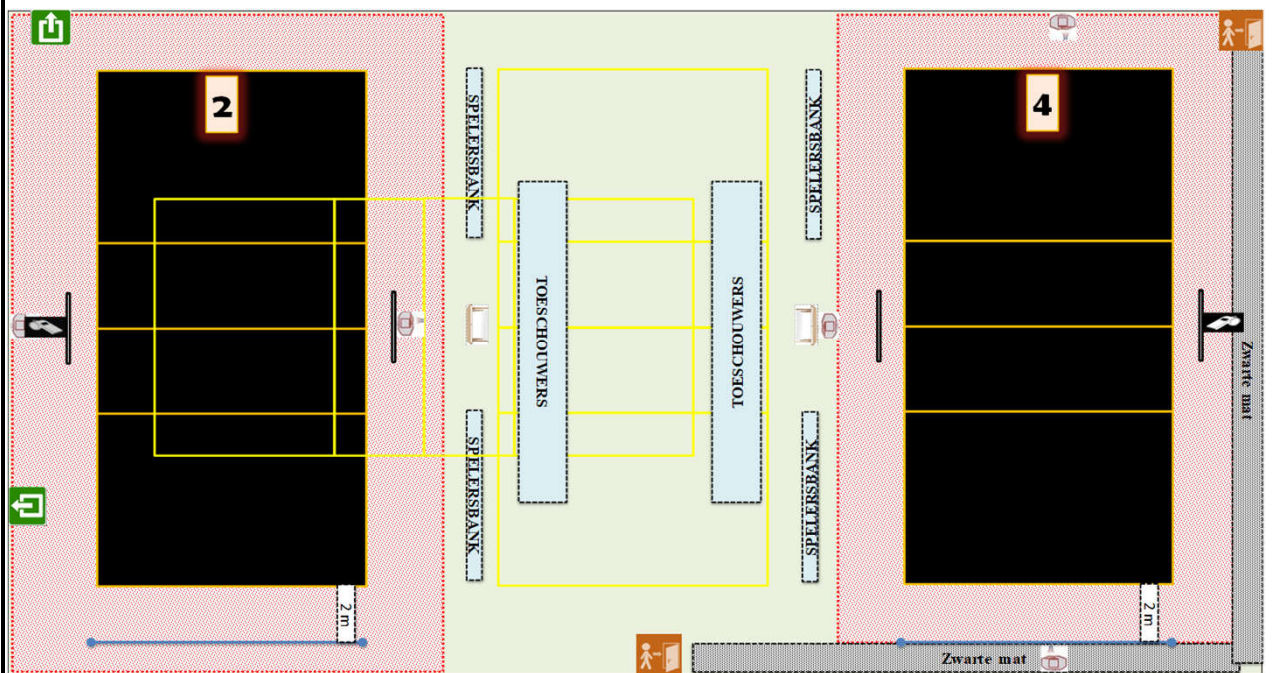 2
4
SPELERSBANK
SPELERSBANK
TOESCHOUWERS
TOESCHOUWERS
Zwarte mat
SPELERSBANK
SPELERSBANK
2 m
2 m
Zwarte mat